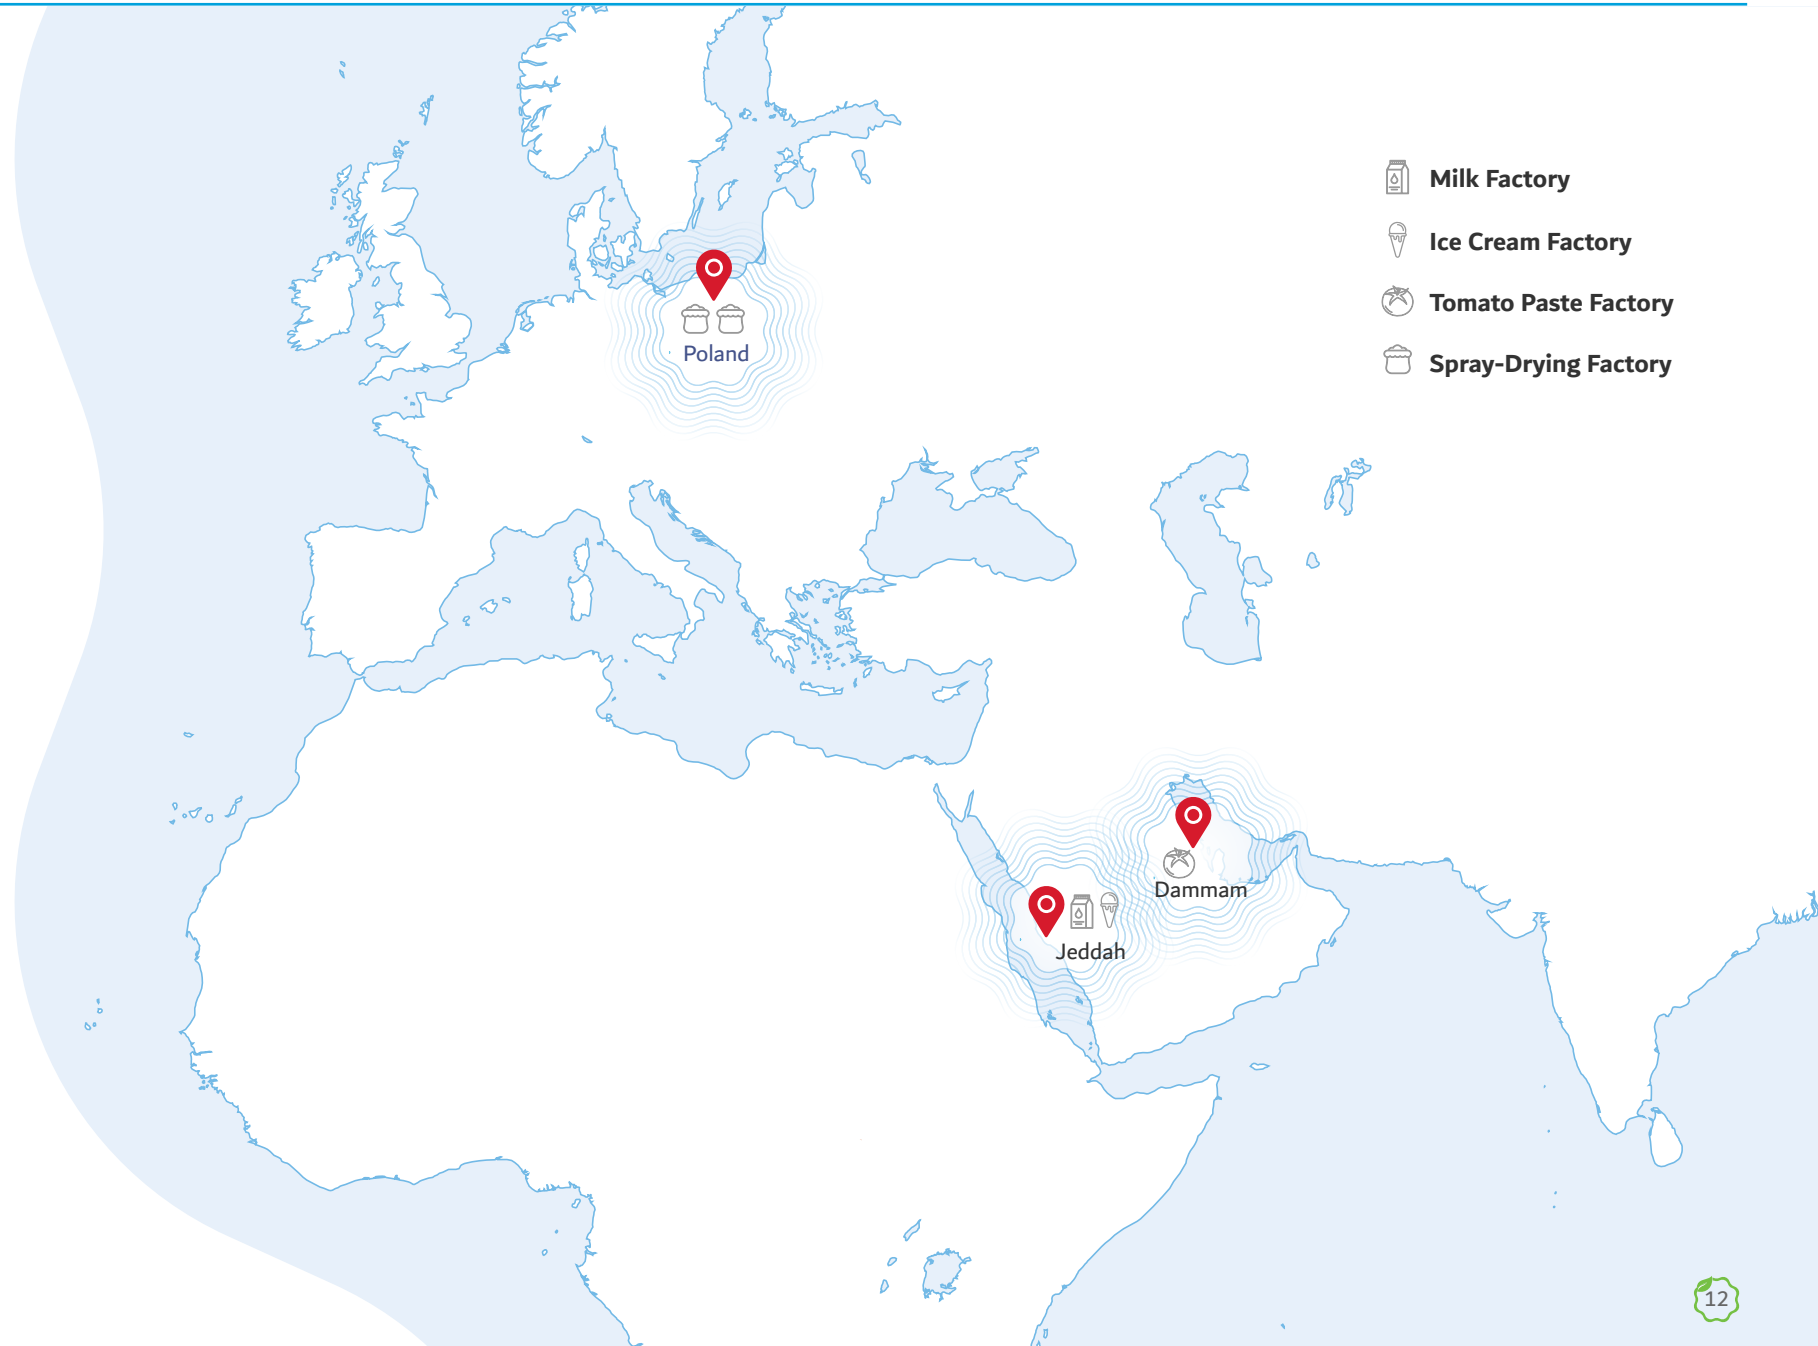 Milk Factory
Ice Cream Factory
Tomato Paste Factory
Spray-Drying Factory
Poland
Dammam
Jeddah
12